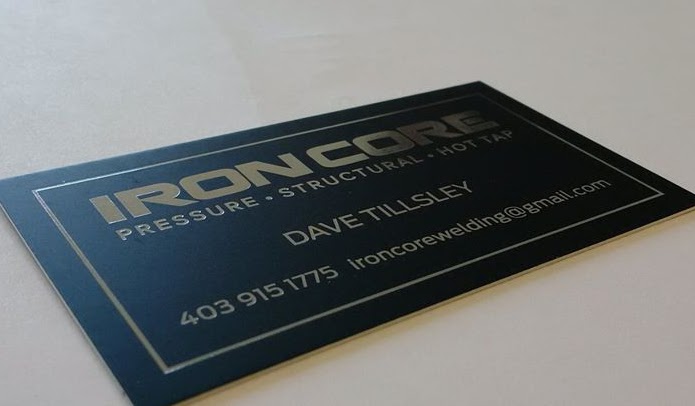 IRON CORE
PRESSURE • STRUCTURAL • HOT TAP
DAVE TILLSLEY
403 915 1775 ironcorewelding@gmail.com